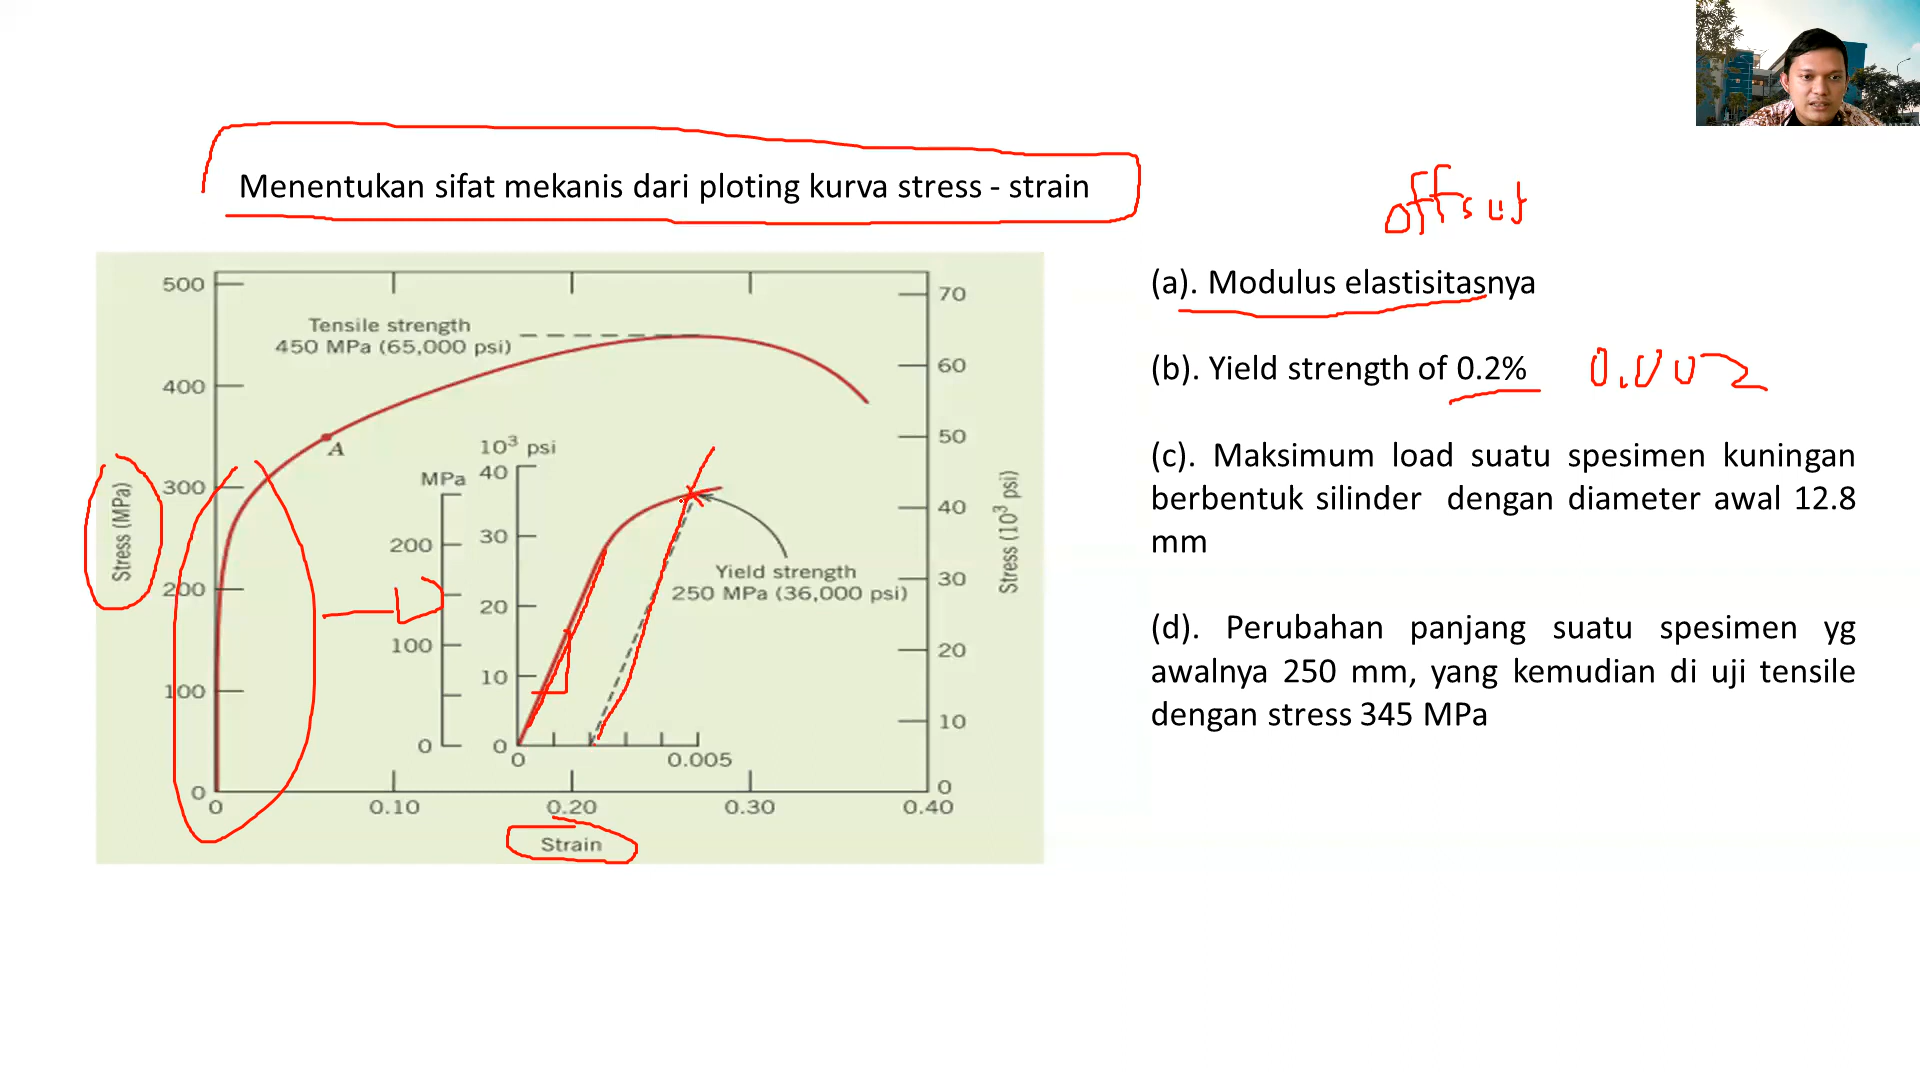 Menentukan sifat mekanis dari ploting kurva stress - strain
offset
(a). Modulus elastisitasnya
(b). Yield strength of 0.2% 0.002
(c). Maksimum load suatu spesimen kuningan
berbentuk silinder dengan diameter awal 12.8
mm
(d). Perubahan panjang suatu spesimen yg
awalnya 250 mm, yang kemudian di uji tensile
dengan stress 345 MPa
500
400
300
200
100
0
Stress (MPa)
Tensile strength
450 MPa (65,000 psi)
A
10³ psi
MPa
40
30
20
10
0
200
100
0
0 0.005
Yield strength
250 MPa (36,000 psi)
70
60
50
40
30
20
10
0
Stress (10³ psi)
0 0.10 0.20 0.30 0.40
Strain